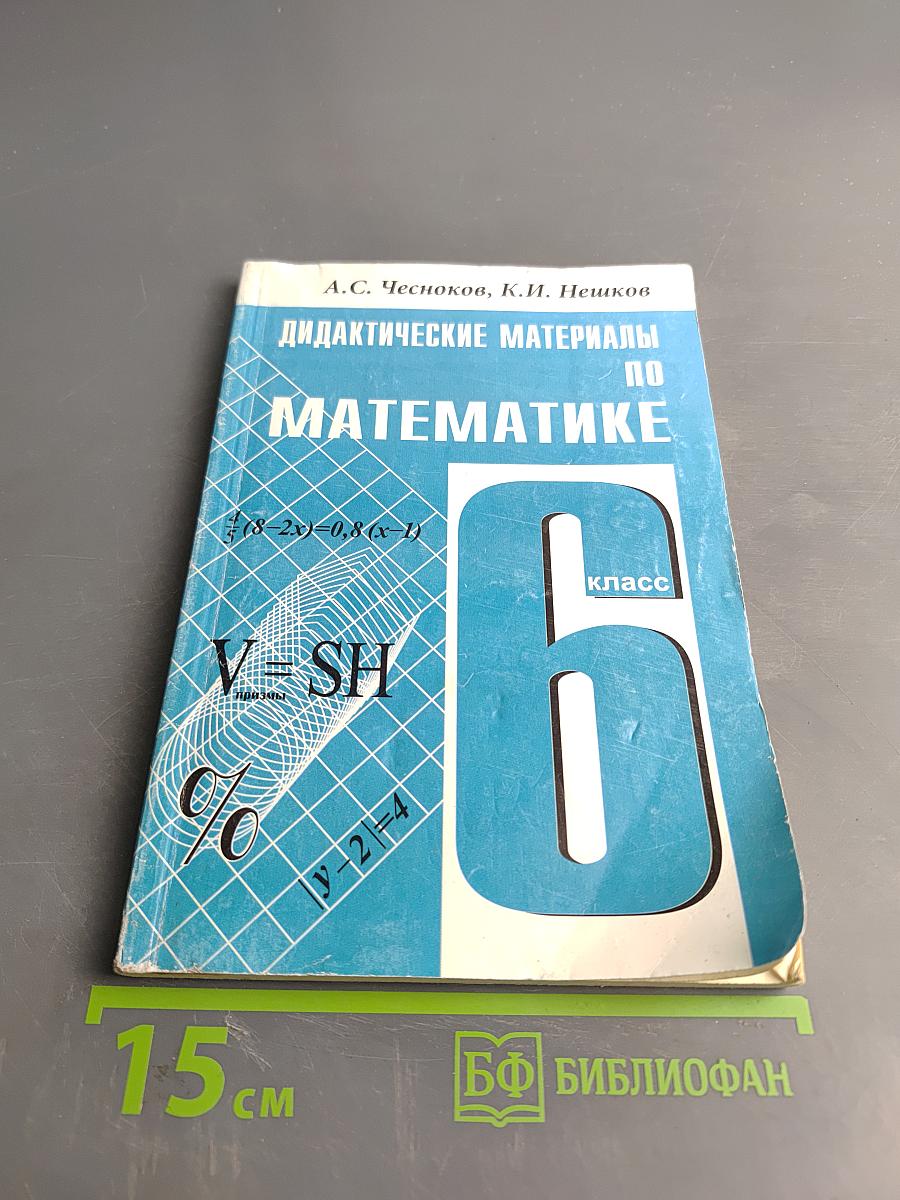 А.С. Чесноков, К.И. Нешков
ДИДАКТИЧЕСКИЕ МАТЕРИАЛЫ
ПО
МАТЕМАТИКЕ
4/5(8−2x)=0,8(x−1)
6
класс
Vпризмы = SH
%
|y−2|=4
15 см
БФ БИБЛИОФАН